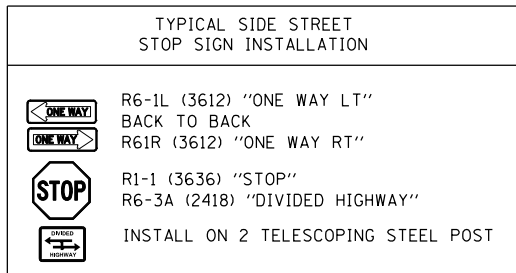 TYPICAL SIDE STREET
STOP SIGN INSTALLATION
ONE WAY
R6-1L (3612) "ONE WAY LT"
BACK TO BACK
ONE WAY
R61R (3612) "ONE WAY RT"
STOP
R1-1 (3636) "STOP"
R6-3A (2418) "DIVIDED HIGHWAY"
DIVIDED
HIGHWAY
INSTALL ON 2 TELESCOPING STEEL POST